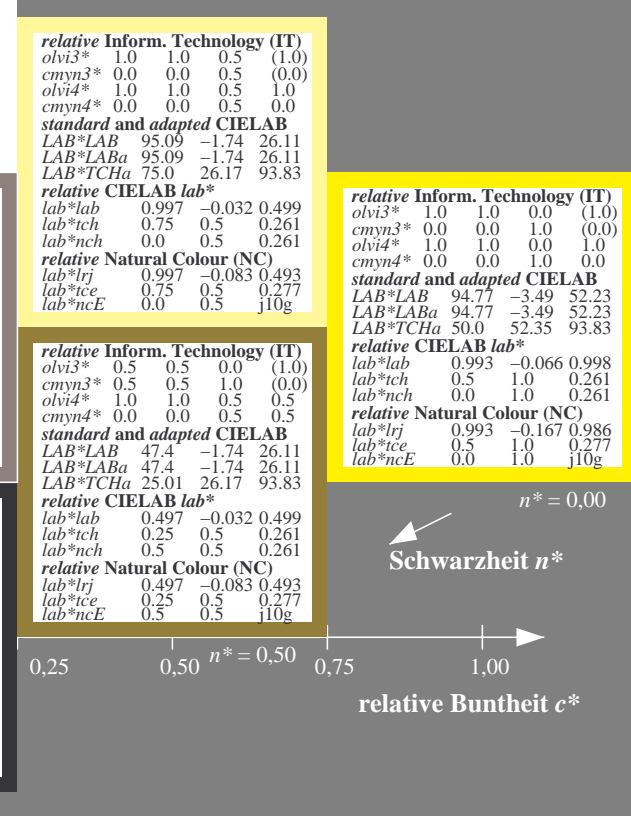 relative Inform. Technology (IT)
olvi3* 1.0 1.0 0.5 (1.0)
cmyn3* 0.0 0.0 0.5 (0.0)
olvi4* 1.0 1.0 0.5 1.0
cmyn4* 0.0 0.0 0.5 0.0
standard and adapted CIELAB
LAB*LAB 95.09 −1.74 26.11
LAB*LABa 95.09 −1.74 26.11
LAB*TCHa 75.0 26.17 93.83
relative CIELAB lab*
lab*lab 0.997 −0.032 0.499
lab*tch 0.75 0.5 0.261
lab*nch 0.0 0.5 0.261
relative Natural Colour (NC)
lab*lrj 0.997 −0.083 0.493
lab*tce 0.75 0.5 0.277
lab*ncE 0.0 0.5 j10g
relative Inform. Technology (IT)
olvi3* 1.0 1.0 0.0 (1.0)
cmyn3* 0.0 0.0 1.0 (0.0)
olvi4* 1.0 1.0 0.0 1.0
cmyn4* 0.0 0.0 1.0 0.0
standard and adapted CIELAB
LAB*LAB 94.77 −3.49 52.23
LAB*LABa 94.77 −3.49 52.23
LAB*TCHa 50.0 52.35 93.83
relative CIELAB lab*
lab*lab 0.993 −0.066 0.998
lab*tch 0.5 1.0 0.261
lab*nch 0.0 1.0 0.261
relative Natural Colour (NC)
lab*lrj 0.993 −0.167 0.986
lab*tce 0.5 1.0 0.277
lab*ncE 0.0 1.0 j10g
relative Inform. Technology (IT)
olvi3* 0.5 0.5 0.0 (1.0)
cmyn3* 0.5 0.5 1.0 (0.0)
olvi4* 1.0 1.0 0.5 0.5
cmyn4* 0.0 0.0 0.5 0.5
standard and adapted CIELAB
LAB*LAB 47.4 −1.74 26.11
LAB*LABa 47.4 −1.74 26.11
LAB*TCHa 25.01 26.17 93.83
relative CIELAB lab*
lab*lab 0.497 −0.032 0.499
lab*tch 0.25 0.5 0.261
lab*nch 0.5 0.5 0.261
relative Natural Colour (NC)
lab*lrj 0.497 −0.083 0.493
lab*tce 0.25 0.5 0.277
lab*ncE 0.5 0.5 j10g
n* = 0,00
Schwarzheit n*
n* = 0,50
0,25 0,50 0,75 1,00
relative Buntheit c*